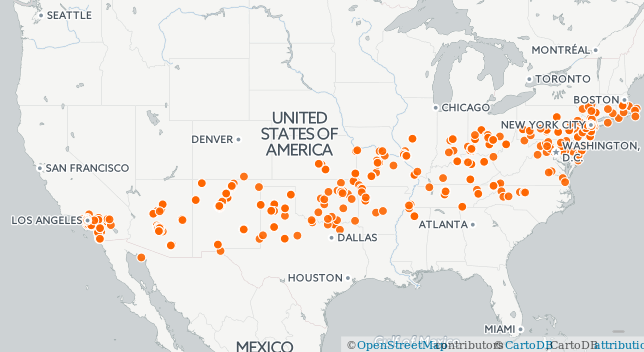 SEATTLE
MONTRÉAL
TORONTO
BOSTON
CHICAGO
NEW YORK CITY
UNITED
STATES OF
AMERICA
DENVER
WASHINGTON,
D.C.
SAN FRANCISCO
LOS ANGELES
ATLANTA
DALLAS
HOUSTON
MIAMI
MEXICO
© OpenStreetMap contributors © CartoDB, CartoDB attribution